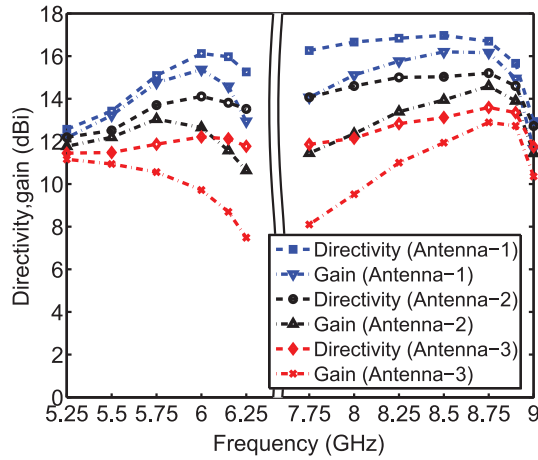 18
16
14
12
10
8
6
4
2
0
Directivity,gain (dBi)
Directivity (Antenna−1)
Gain (Antenna−1)
Directivity (Antenna−2)
Gain (Antenna−2)
Directivity (Antenna−3)
Gain (Antenna−3)
5.25 5.5 5.75 6 6.25 7.75 8 8.25 8.5 8.75 9
Frequency (GHz)